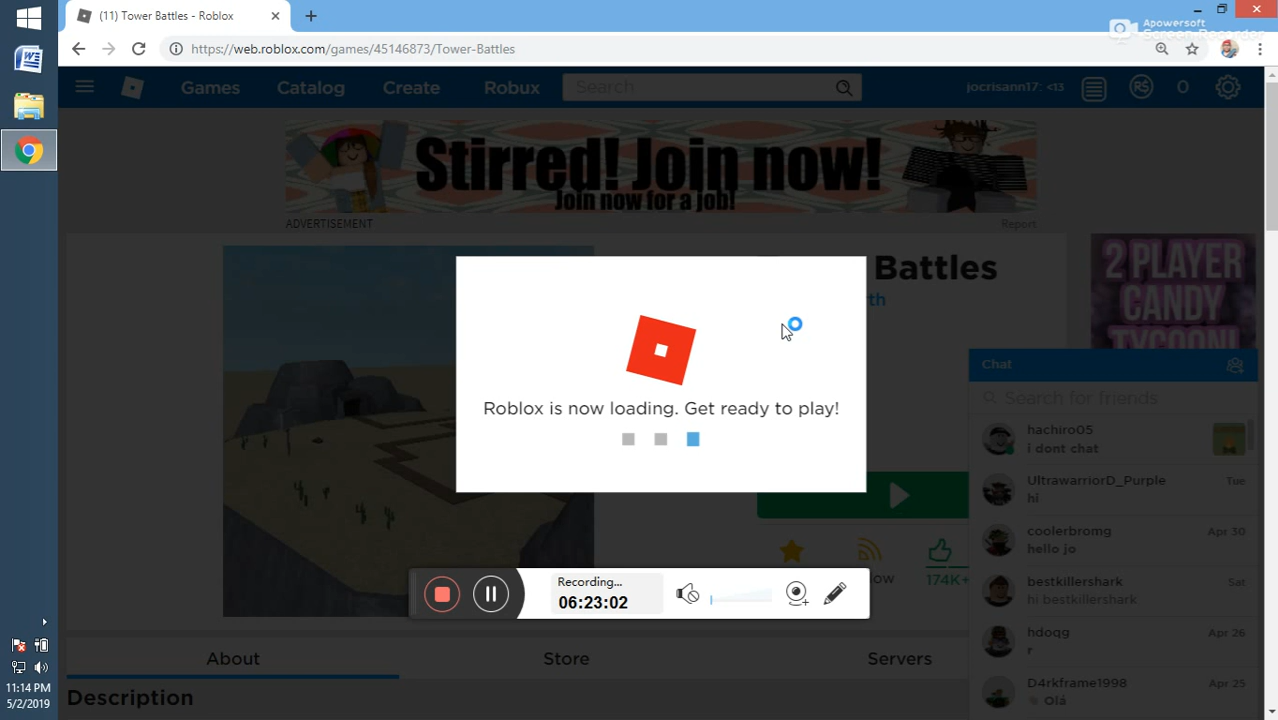 (11) Tower Battles - Roblox
Apowersoft
Screen Recorder
https://web.roblox.com/games/45146873/Tower-Battles
Games
Catalog
Create
Robux
Search
jocrisann17: <13
R$
0
Stirred! Join now!
Join now for a job!
ADVERTISEMENT
Report
Battles
2 PLAYER
CANDY
TYCOON!
Roblox is now loading. Get ready to play!
174K+
Chat
Search for friends
hachiro05
i dont chat
UltrawarriorD_Purple
Tue
hi
coolerbromg
Apr 30
hello jo
bestkillershark
Sat
hi bestkillershark
hdoqg
Apr 26
r
D4rkframe1998
Apr 25
Olá
Recording...
06:23:02
About
Store
Servers
Description
11:14 PM
5/2/2019